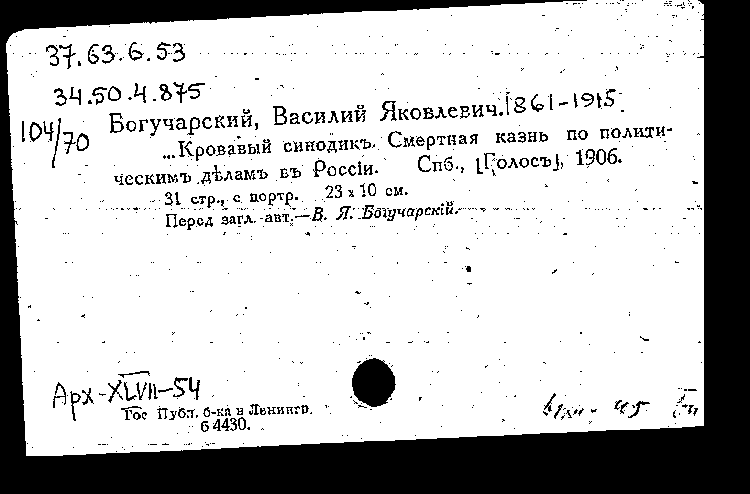 37.63.6.53
34.50.4.875
104/70
Богучарский, Василий Яковлевич. 1861-1915.
...Кровавый синодикъ. Смертная казнь по полити-
ческимъ дѣламъ въ Россіи. Спб., [Голосъ], 1906.
31 стр., с портр. 23 x 10 см.
Перед загл. авт.—В. Я. Богучарскій.
Арх-XLVII-54
Гос Публ. б-ка в Ленингр.
б 4430.
45